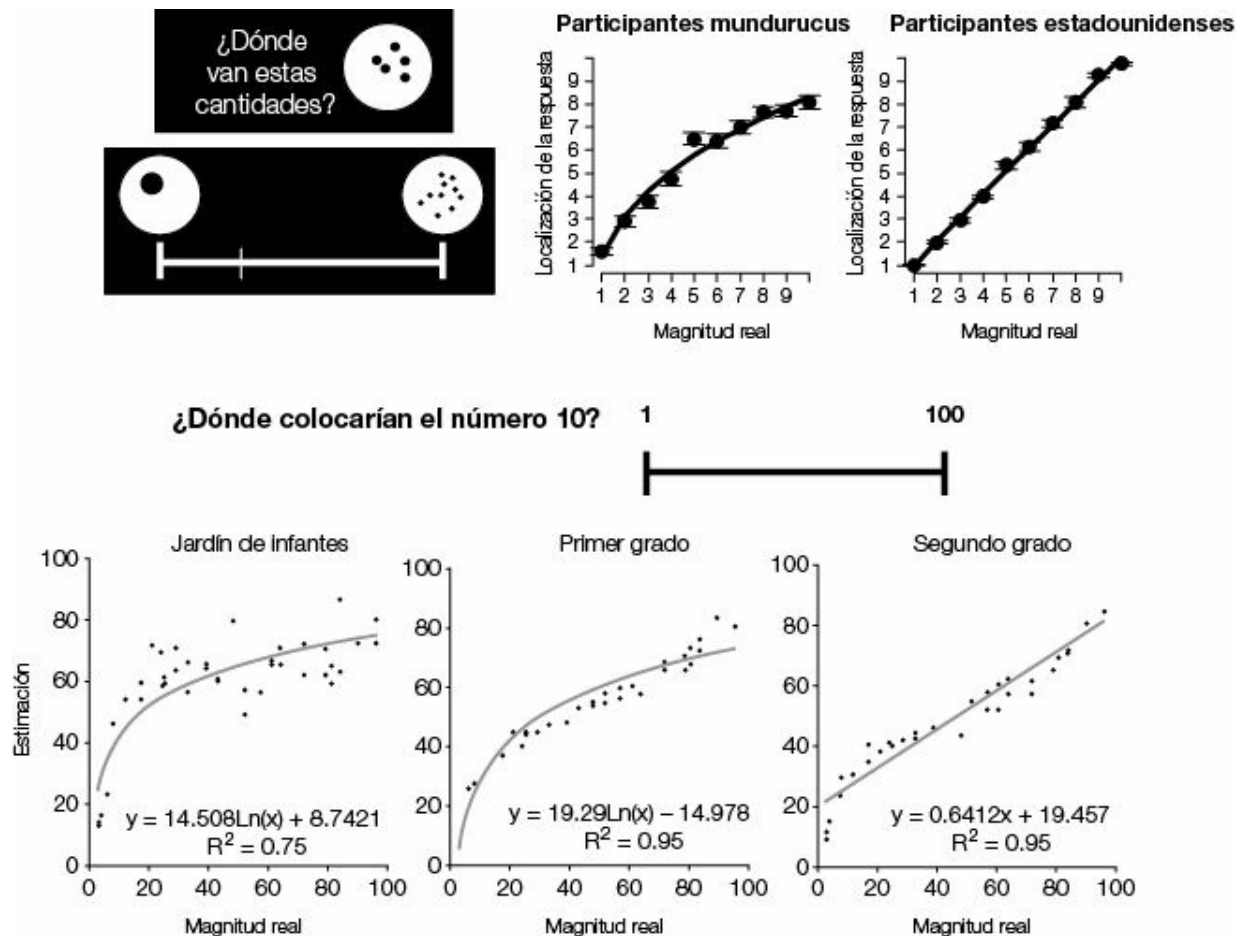 ¿Dónde
van estas
cantidades?
Participantes mundurucus
Localización de la respuesta
9
8
7
6
5
4
3
2
1
1 2 3 4 5 6 7 8 9
Magnitud real
Participantes estadounidenses
Localización de la respuesta
9
8
7
6
5
4
3
2
1
1 2 3 4 5 6 7 8 9
Magnitud real
¿Dónde colocarían el número 10? 1 100
Jardín de infantes
Estimación
100
80
60
40
20
0
y = 14.508Ln(x) + 8.7421
R² = 0.75
0 20 40 60 80 100
Magnitud real
Primer grado
100
80
60
40
20
0
y = 19.29Ln(x) – 14.978
R² = 0.95
0 20 40 60 80 100
Magnitud real
Segundo grado
100
80
60
40
20
0
y = 0.6412x + 19.457
R² = 0.95
0 20 40 60 80 100
Magnitud real